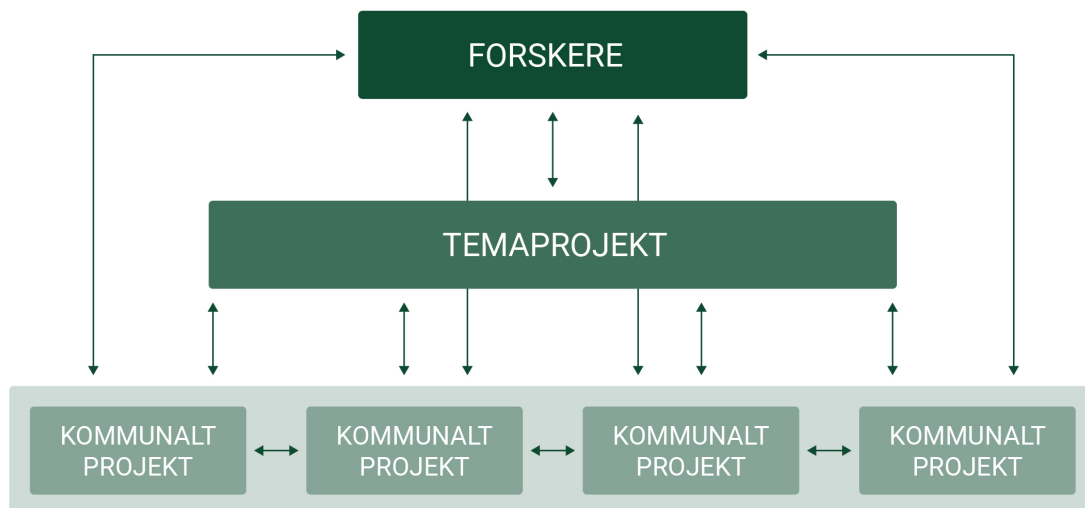 FORSKERE
TEMAPROJEKT
KOMMUNALT
PROJEKT
KOMMUNALT
PROJEKT
KOMMUNALT
PROJEKT
KOMMUNALT
PROJEKT